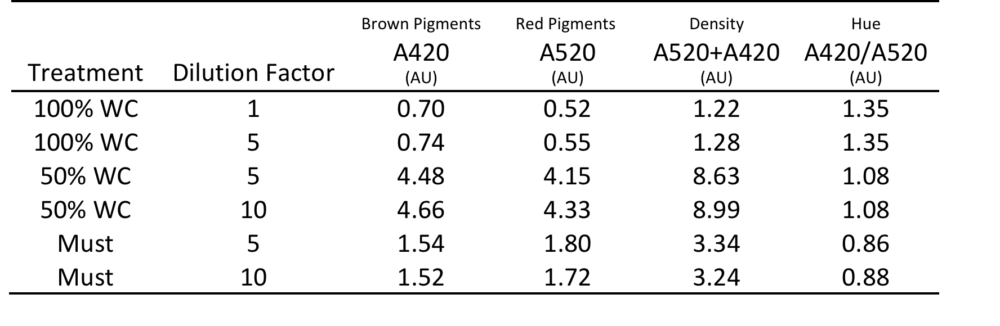 Brown Pigments Red Pigments Density Hue
A420 A520 A520+A420 A420/A520
Treatment Dilution Factor (AU) (AU) (AU) (AU)
100% WC 1 0.70 0.52 1.22 1.35
100% WC 5 0.74 0.55 1.28 1.35
50% WC 5 4.48 4.15 8.63 1.08
50% WC 10 4.66 4.33 8.99 1.08
Must 5 1.54 1.80 3.34 0.86
Must 10 1.52 1.72 3.24 0.88